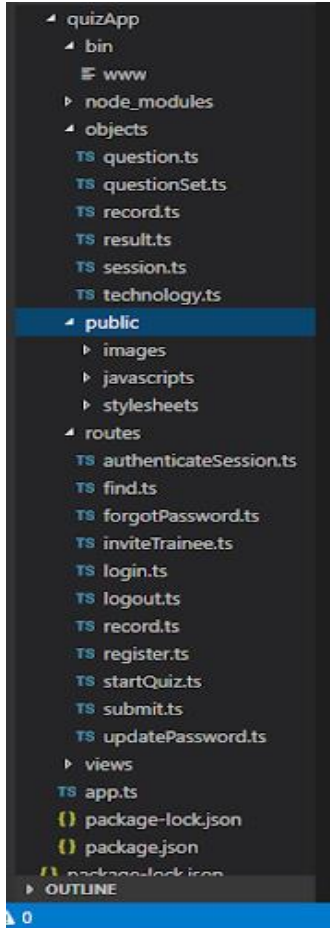 quizApp
bin
www
node_modules
objects
TS question.ts
TS questionSet.ts
TS record.ts
TS result.ts
TS session.ts
TS technology.ts
public
images
javascripts
stylesheets
routes
TS authenticateSession.ts
TS find.ts
TS forgotPassword.ts
TS inviteTrainee.ts
TS login.ts
TS logout.ts
TS record.ts
TS register.ts
TS startQuiz.ts
TS submit.ts
TS updatePassword.ts
views
TS app.ts
{} package-lock.json
{} package.json
{} package-lock.json
OUTLINE
0